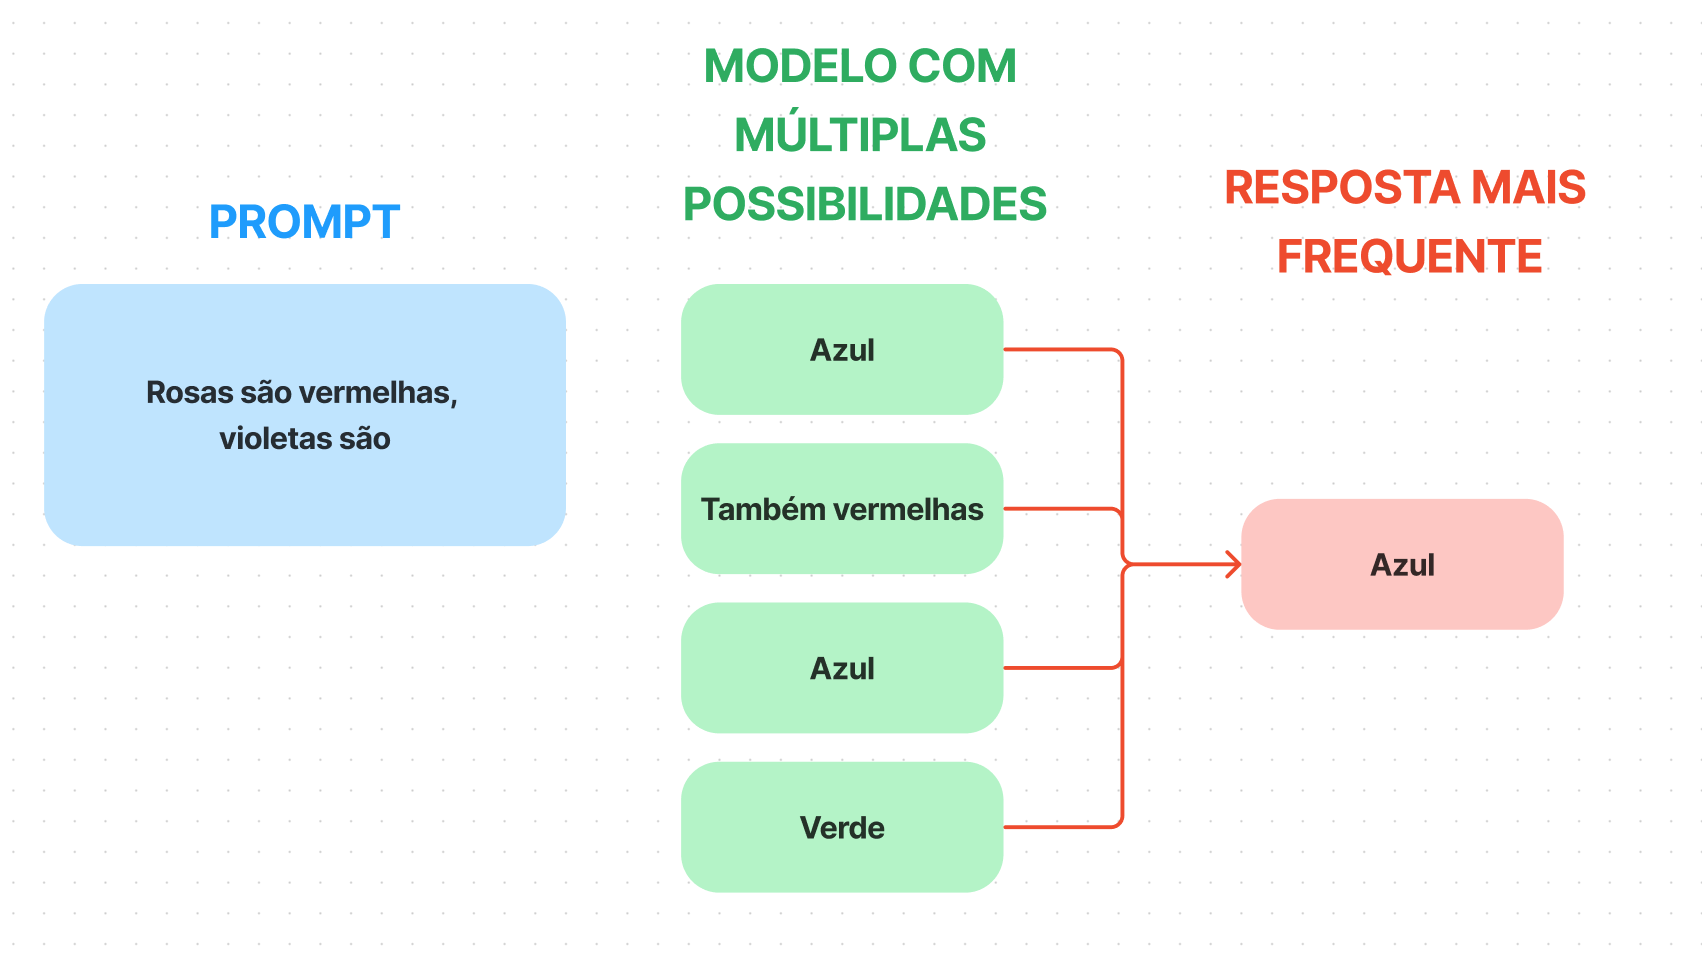 PROMPT
Rosas são vermelhas,
violetas são
MODELO COM
MÚLTIPLAS
POSSIBILIDADES
Azul
Também vermelhas
Azul
Verde
RESPOSTA MAIS
FREQUENTE
Azul